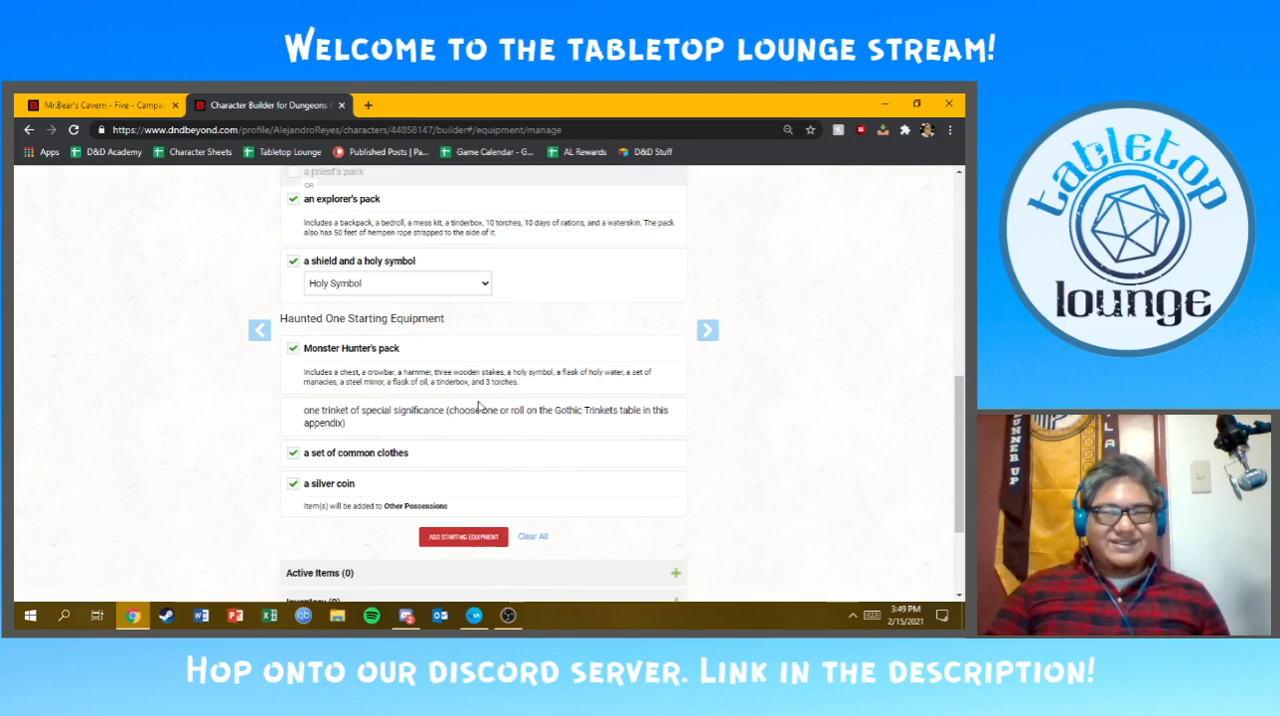 WELCOME TO THE TABLETOP LOUNGE STREAM!
Mr.Bear's Cavern - Five - Campa
Character Builder for Dungeons
https://www.dndbeyond.com/profile/AlejandroReyes/characters/44858147/builder#/equipment/manage
Apps D&D Academy Character Sheets Tabletop Lounge Published Posts | Pa... Game Calendar - G... AL Rewards D&D Stuff
a priest's pack
OR
an explorer's pack
Includes a backpack, a bedroll, a mess kit, a tinderbox, 10 torches, 10 days of rations, and a waterskin. The pack
also has 50 feet of hempen rope strapped to the side of it.
a shield and a holy symbol
Holy Symbol
Haunted One Starting Equipment
Monster Hunter's pack
Includes a chest, a crowbar, a hammer, three wooden stakes, a holy symbol, a flask of holy water, a set of
manacles, a steel mirror, a flask of oil, a tinderbox, and 3 torches.
one trinket of special significance (choose one or roll on the Gothic Trinkets table in this
appendix)
a set of common clothes
a silver coin
Item(s) will be added to Other Possessions
ADD STARTING EQUIPMENT Clear All
Active Items (0)
Inventory (0)
3:49 PM
2/15/2021
tabletop
lounge
RUNNER UP
HOP ONTO OUR DISCORD SERVER. LINK IN THE DESCRIPTION!